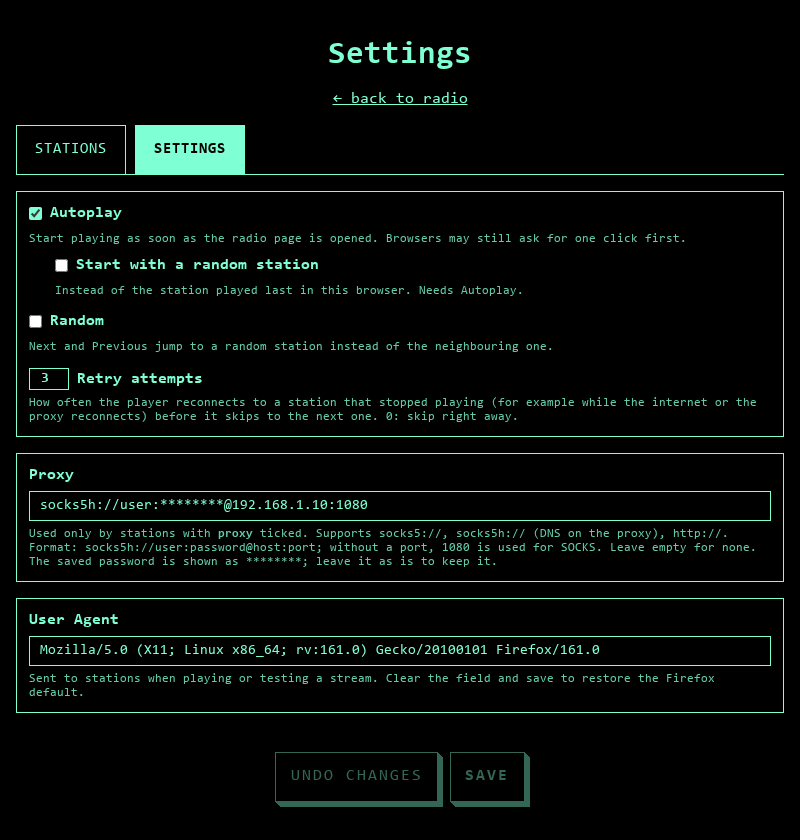 Settings
← back to radio
STATIONS
SETTINGS
Autoplay
Start playing as soon as the radio page is opened. Browsers may still ask for one click first.
Start with a random station
Instead of the station played last in this browser. Needs Autoplay.
Random
Next and Previous jump to a random station instead of the neighbouring one.
3 Retry attempts
How often the player reconnects to a station that stopped playing (for example while the internet or the
proxy reconnects) before it skips to the next one. 0: skip right away.
Proxy
socks5h://user:********@192.168.1.10:1080
Used only by stations with proxy ticked. Supports socks5://, socks5h:// (DNS on the proxy), http://.
Format: socks5h://user:password@host:port; without a port, 1080 is used for SOCKS. Leave empty for none.
The saved password is shown as ********; leave it as is to keep it.
User Agent
Mozilla/5.0 (X11; Linux x86_64; rv:161.0) Gecko/20100101 Firefox/161.0
Sent to stations when playing or testing a stream. Clear the field and save to restore the Firefox
default.
UNDO CHANGES
SAVE